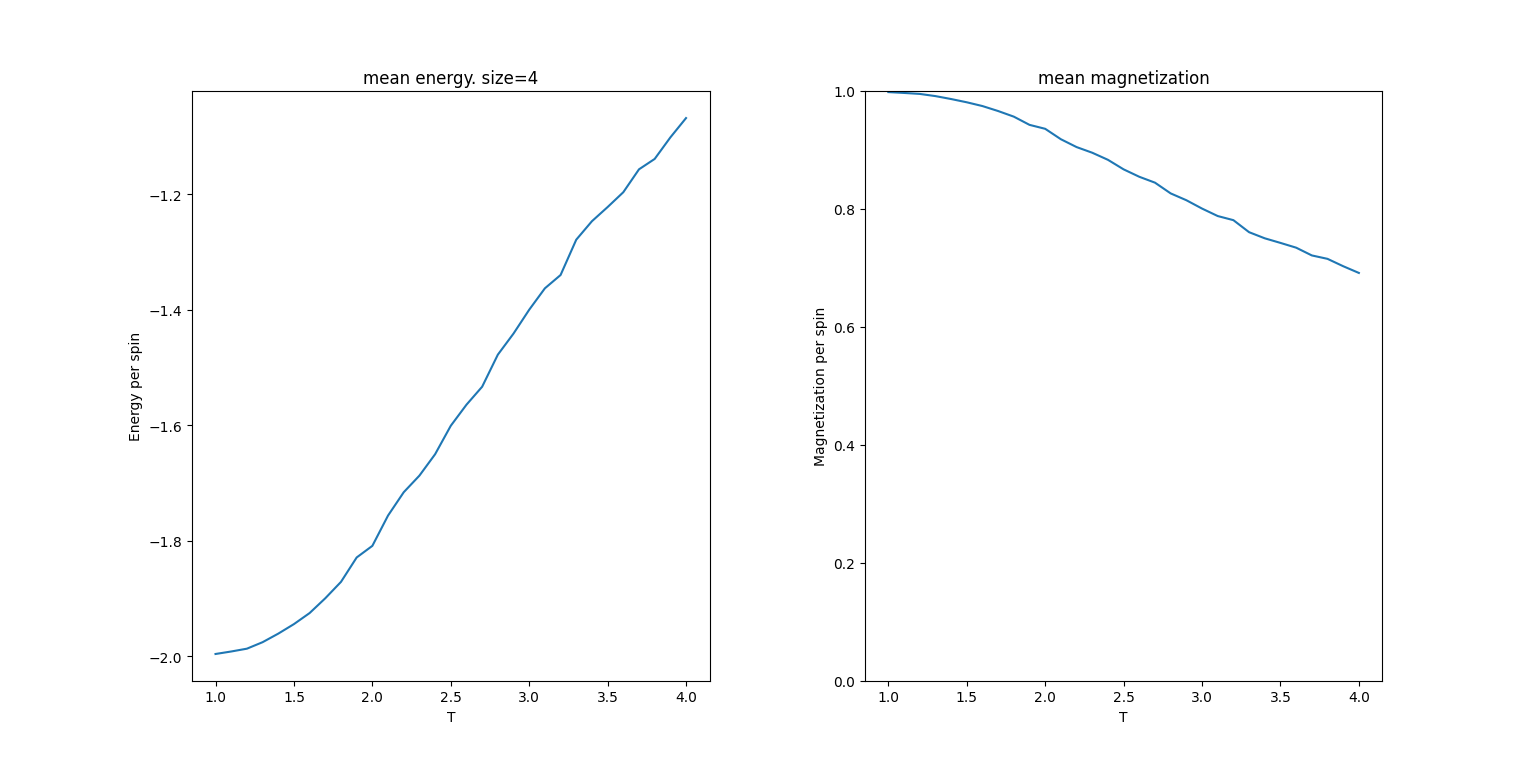 mean energy. size=4
Energy per spin
−1.2
−1.4
−1.6
−1.8
−2.0
1.0 1.5 2.0 2.5 3.0 3.5 4.0
T
mean magnetization
Magnetization per spin
1.0
0.8
0.6
0.4
0.2
0.0
1.0 1.5 2.0 2.5 3.0 3.5 4.0
T